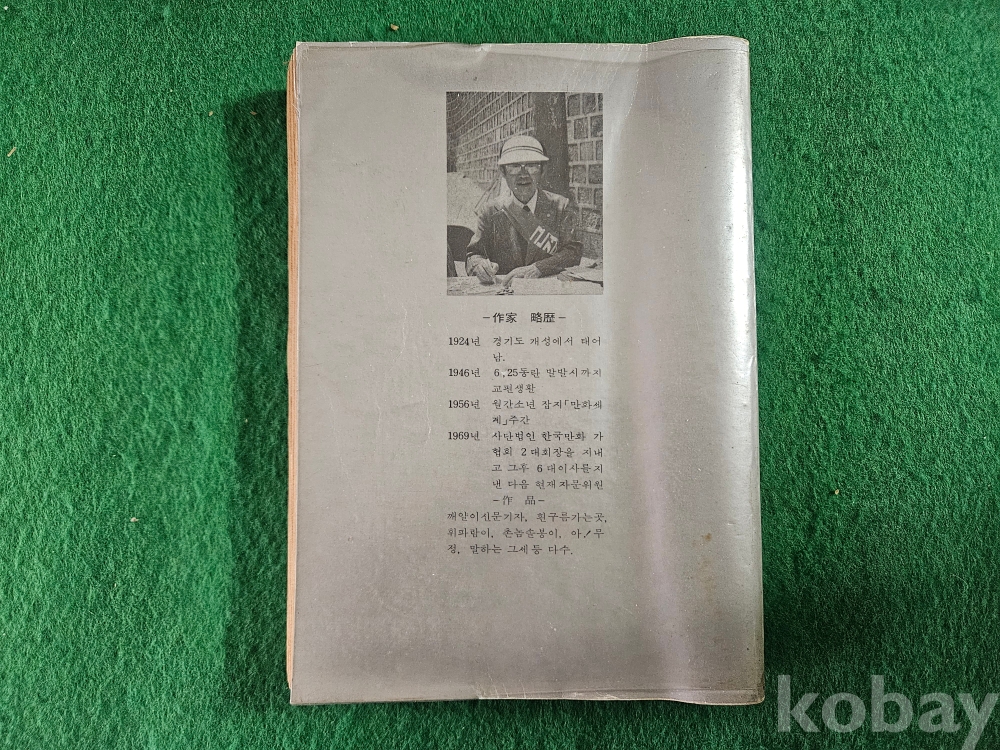 －作家 略歷－
1924년 경기도 개성에서 태어
남.
1946년 6.25동란 발발시까지
교편생활
1956년 월간소년 잡지「만화세
계」주간
1969년 사단법인 한국만화 가
협회 2대회장을 지내
고 그후 6대이사를지
낸 다음 현재자문위원
－作 品－
깨알이신문기자, 흰구름가는곳,
휘파람이, 촌놈솔봉이, 아! 무
정, 말하는 그세등 다수.
kobay